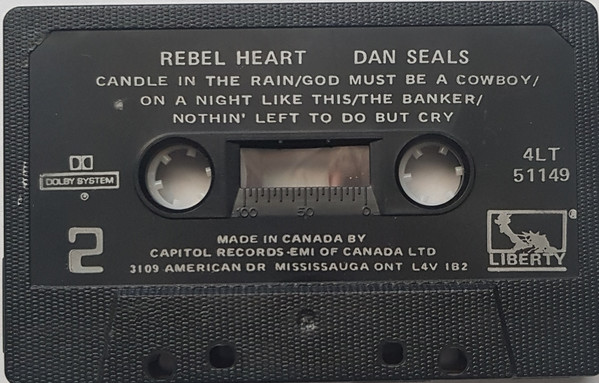 REBEL HEART DAN SEALS
CANDLE IN THE RAIN/GOD MUST BE A COWBOY/
ON A NIGHT LIKE THIS/THE BANKER/
NOTHIN' LEFT TO DO BUT CRY
DOLBY SYSTEM
®
4LT
51149
100 50 0
2
MADE IN CANADA BY
CAPITOL RECORDS-EMI OF CANADA LTD
3109 AMERICAN DR MISSISSAUGA ONT L4V 1B2
®
LIBERTY